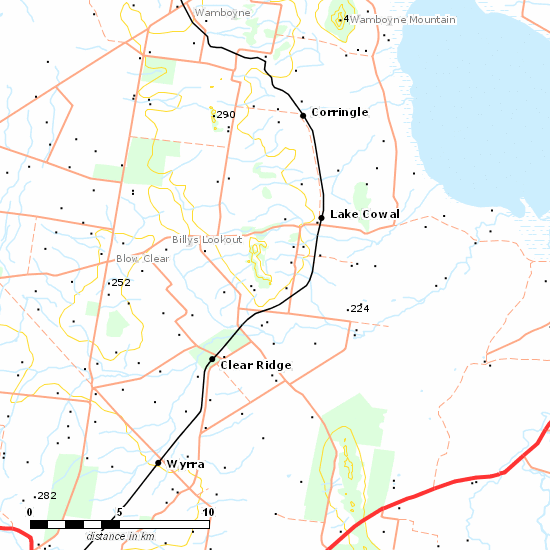 Wamboyne
4
Wamboyne Mountain
290
Corringle
Lake Cowal
Billys Lookout
Blow Clear
252
224
Clear Ridge
Wyrra
282
0
5
10
distance in km